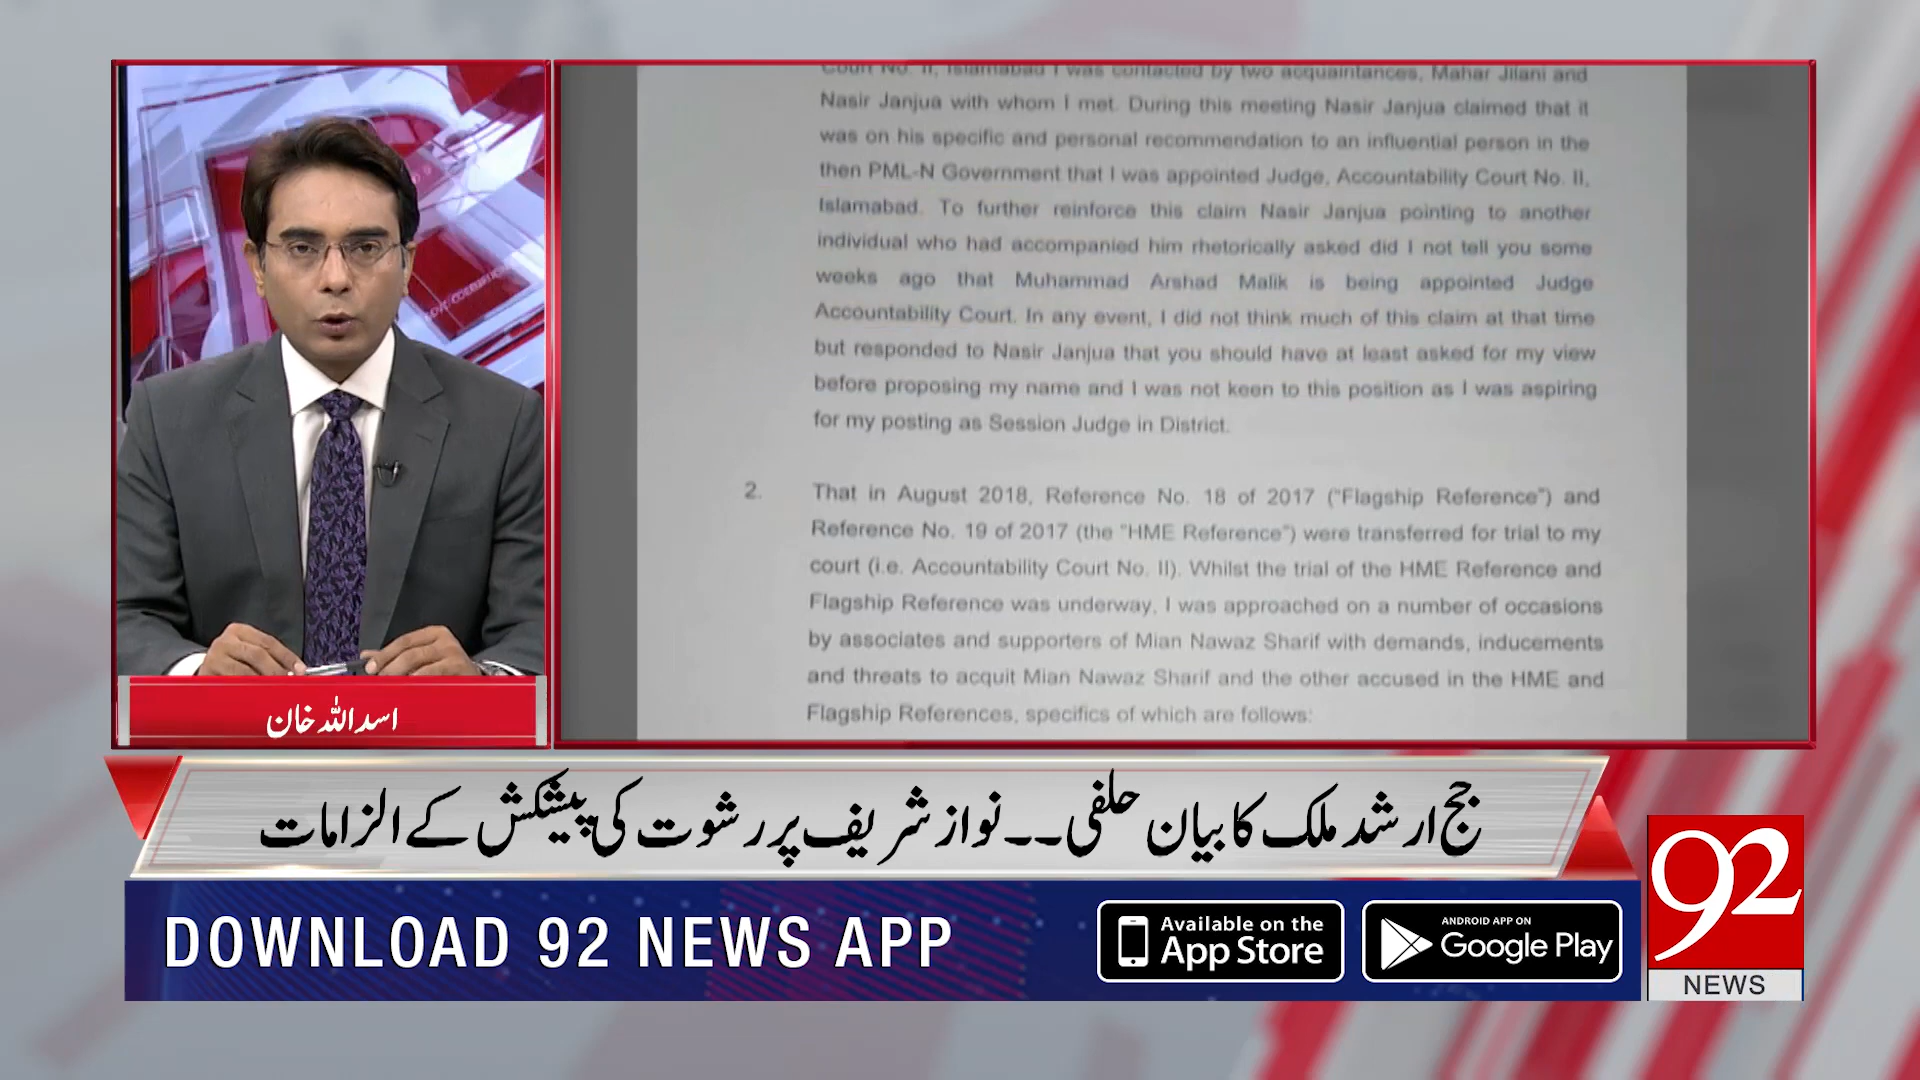 Court No. II, Islamabad I was contacted by two acquaintances, Mahar Jilani and
Nasir Janjua with whom I met. During this meeting Nasir Janjua claimed that it
was on his specific and personal recommendation to an influential person in the
then PML-N Government that I was appointed Judge, Accountability Court No. II,
Islamabad. To further reinforce this claim Nasir Janjua pointing to another
individual who had accompanied him rhetorically asked did I not tell you some
weeks ago that Muhammad Arshad Malik is being appointed Judge
Accountability Court. In any event, I did not think much of this claim at that time
but responded to Nasir Janjua that you should have at least asked for my view
before proposing my name and I was not keen to this position as I was aspiring
for my posting as Session Judge in District.
2. That in August 2018, Reference No. 18 of 2017 ("Flagship Reference") and
Reference No. 19 of 2017 (the "HME Reference") were transferred for trial to my
court (i.e. Accountability Court No. II). Whilst the trial of the HME Reference and
Flagship Reference was underway, I was approached on a number of occasions
by associates and supporters of Mian Nawaz Sharif with demands, inducements
and threats to acquit Mian Nawaz Sharif and the other accused in the HME and
Flagship References, specifics of which are follows:
اسد اللہ خان
جج ارشد ملک کا بیان حلفی۔۔نواز شریف پر رشوت کی پیشکش کے الزامات
DOWNLOAD 92 NEWS APP
Available on the
App Store
ANDROID APP ON
Google Play
92
NEWS